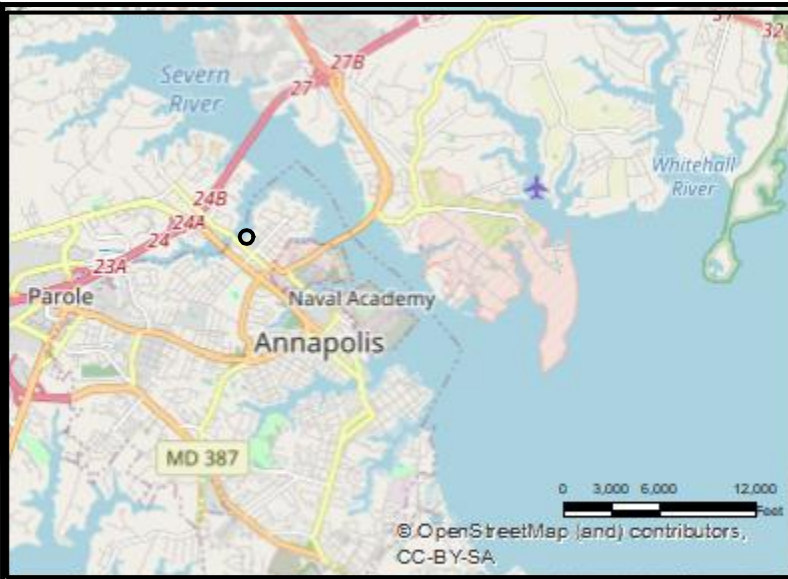 32
27B
Severn
River
27
Whitehall
River
24B
24A
24
23A
Parole
Naval Academy
Annapolis
MD 387
0 3,000 6,000 12,000
Feet
© OpenStreetMap (and) contributors,
CC-BY-SA